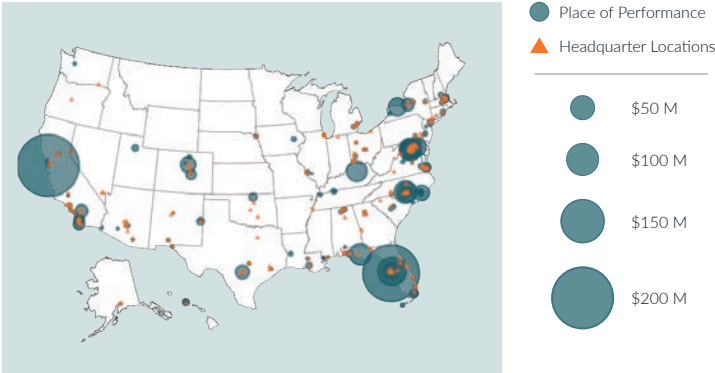 Place of Performance
Headquarter Locations
$50 M
$100 M
$150 M
$200 M